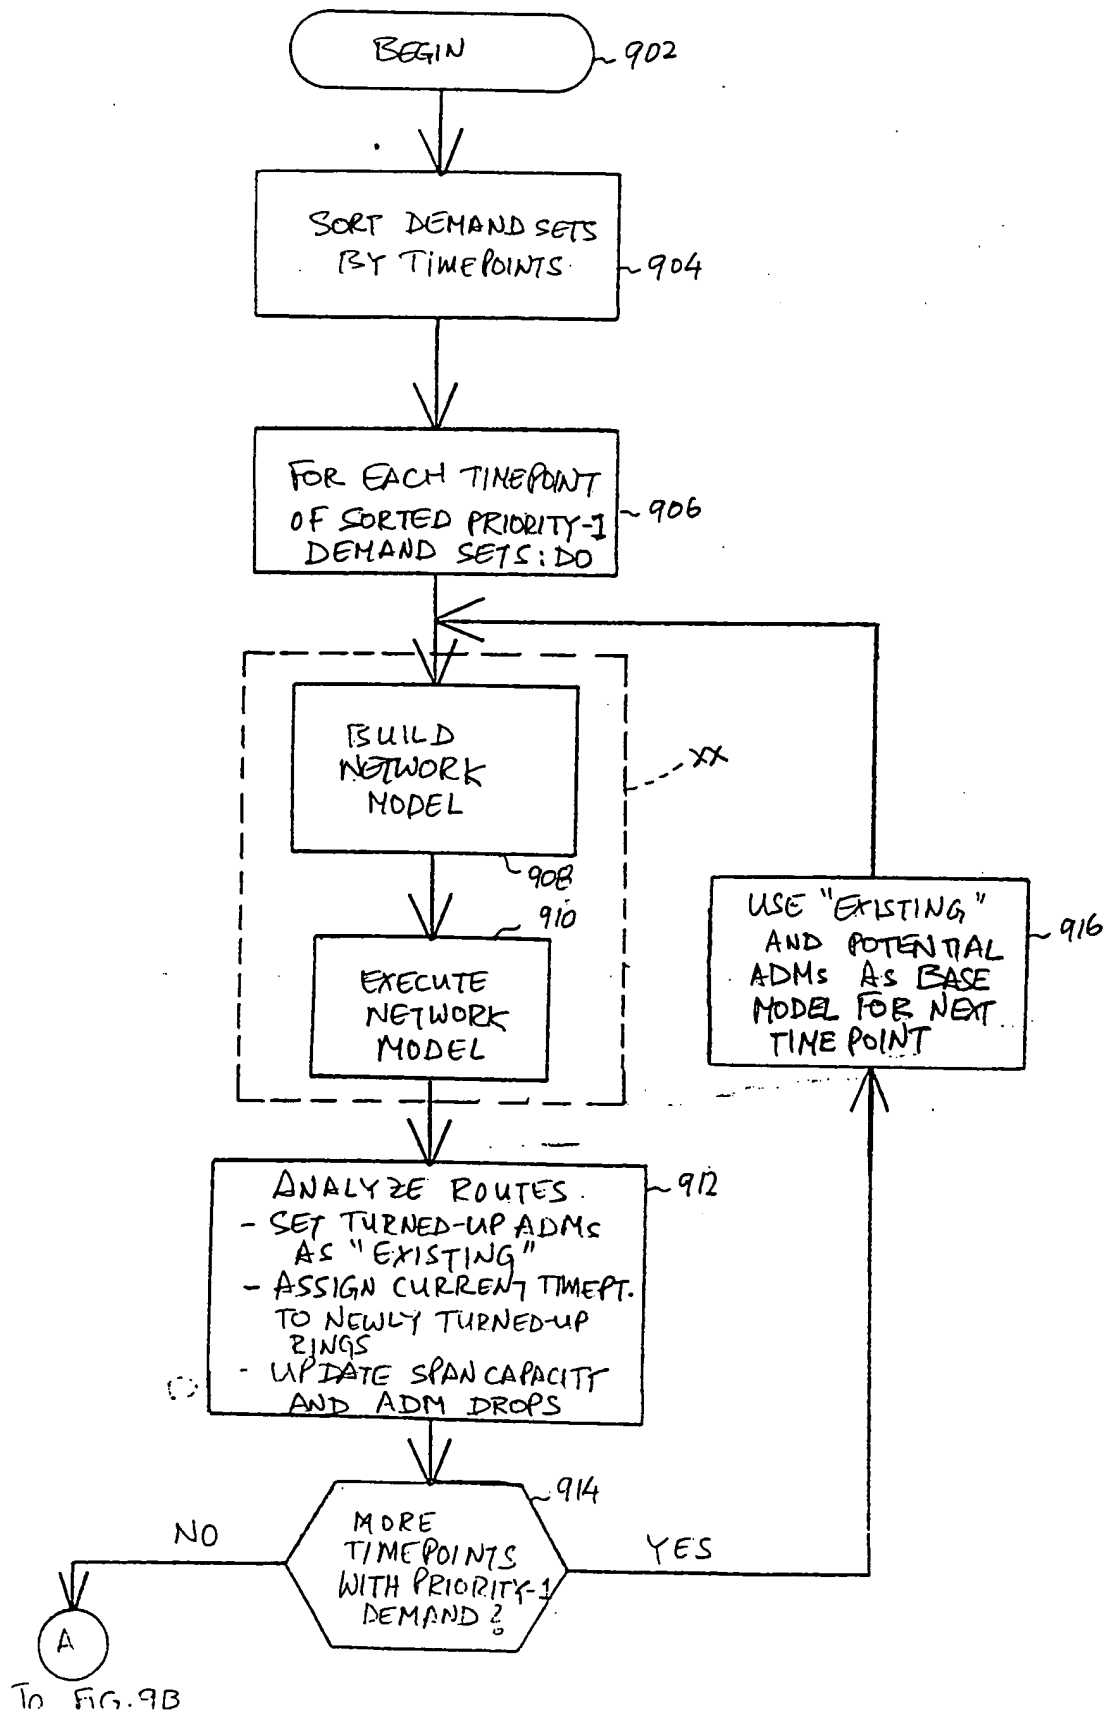 BEGIN
902
SORT DEMAND SETS
BY TIMEPOINTS
904
FOR EACH TIMEPOINT
OF SORTED PRIORITY-1
DEMAND SETS: DO
906
BUILD
NETWORK
MODEL
XX
908
910
EXECUTE
NETWORK
MODEL
USE "EXISTING"
AND POTENTIAL
ADMs AS BASE
MODEL FOR NEXT
TIME POINT
916
ANALYZE ROUTES
- SET TURNED-UP ADMs
AS "EXISTING"
- ASSIGN CURRENT TIMEPT.
TO NEWLY TURNED-UP
RINGS
- UPDATE SPAN CAPACITY
AND ADM DROPS
912
914
MORE
TIMEPOINTS
WITH PRIORITY-1
DEMAND?
NO
YES
A
TO FIG. 9B